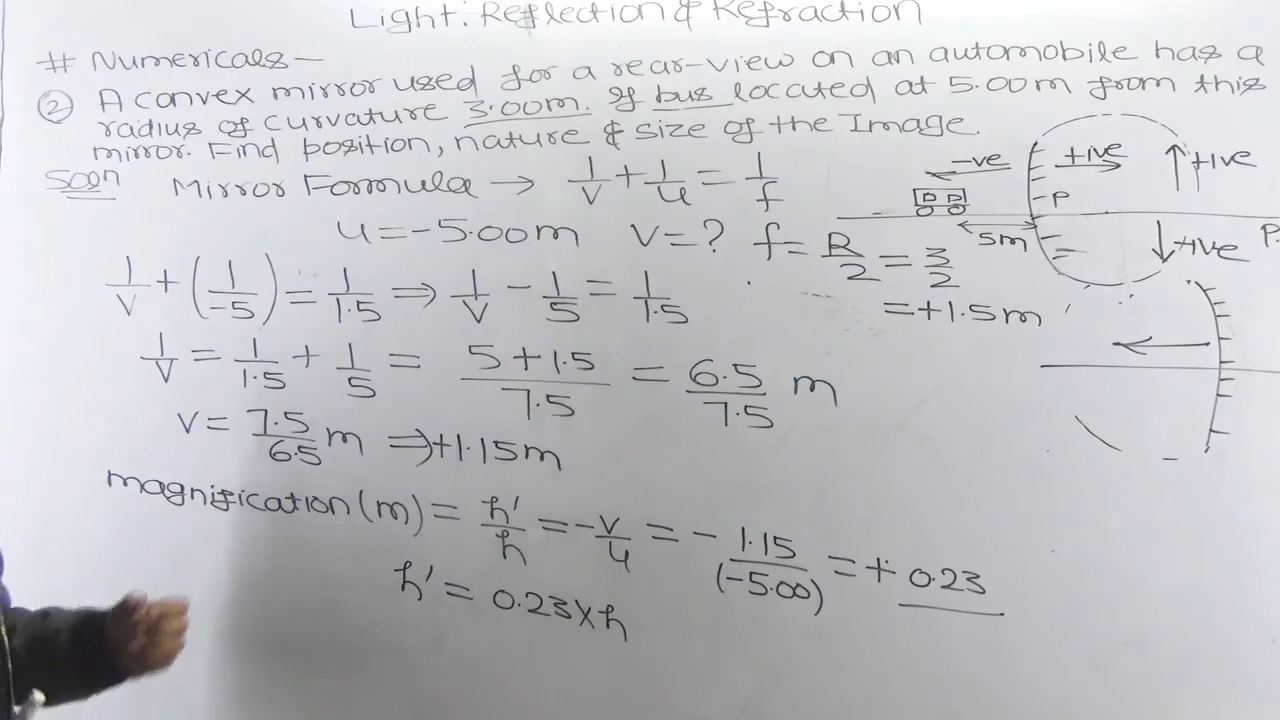 Light: Reflection & Refraction
# Numericals—
② A convex mirror used for a rear-view on an automobile has a
radius of curvature 3.00m. If bus located at 5.00m from this
mirror. Find position, nature & size of the Image.
Soln Mirror Formula → 1/v + 1/u = 1/f
u = -5.00m v = ? f = R/2 = 3/2
= +1.5m
1/v + (1/-5) = 1/1.5 ⇒ 1/v - 1/5 = 1/1.5
1/v = 1/1.5 + 1/5 = 5+1.5/7.5 = 6.5/7.5 m
v = 7.5/6.5 m ⇒ +1.15m
magnification (m) = h'/h = -v/u = - 1.15/(-5.00) = + 0.23
h' = 0.23 × h
-ve
+ive
+ive
P
5m
+ive
P